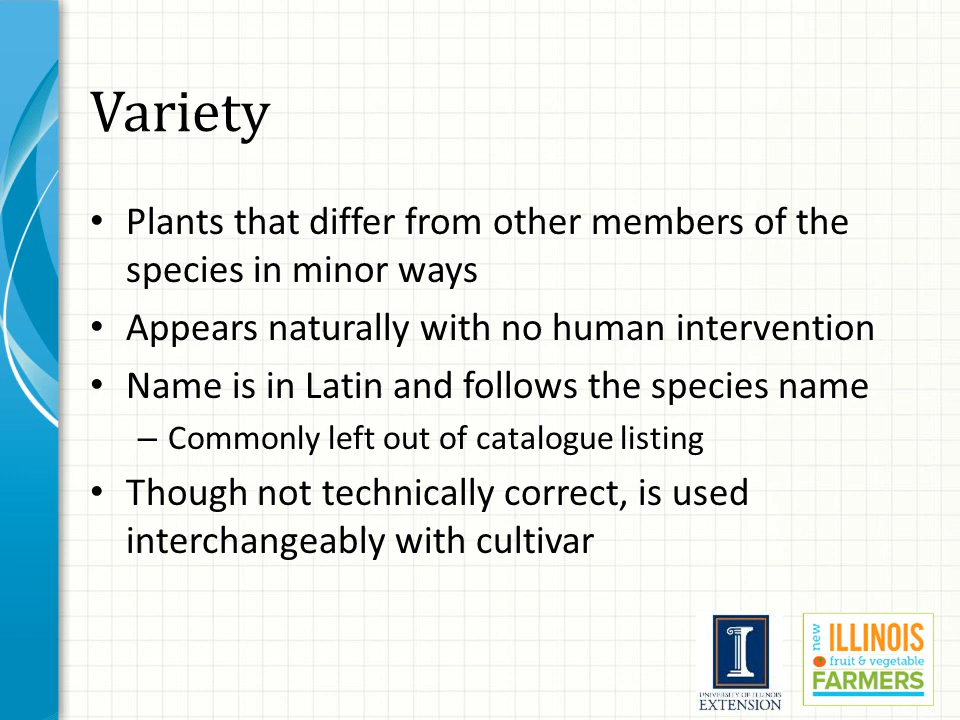 Variety
• Plants that differ from other members of the
species in minor ways
• Appears naturally with no human intervention
• Name is in Latin and follows the species name
– Commonly left out of catalogue listing
• Though not technically correct, is used
interchangeably with cultivar
I
UNIVERSITY OF ILLINOIS
EXTENSION
new
ILLINOIS
fruit & vegetable
FARMERS